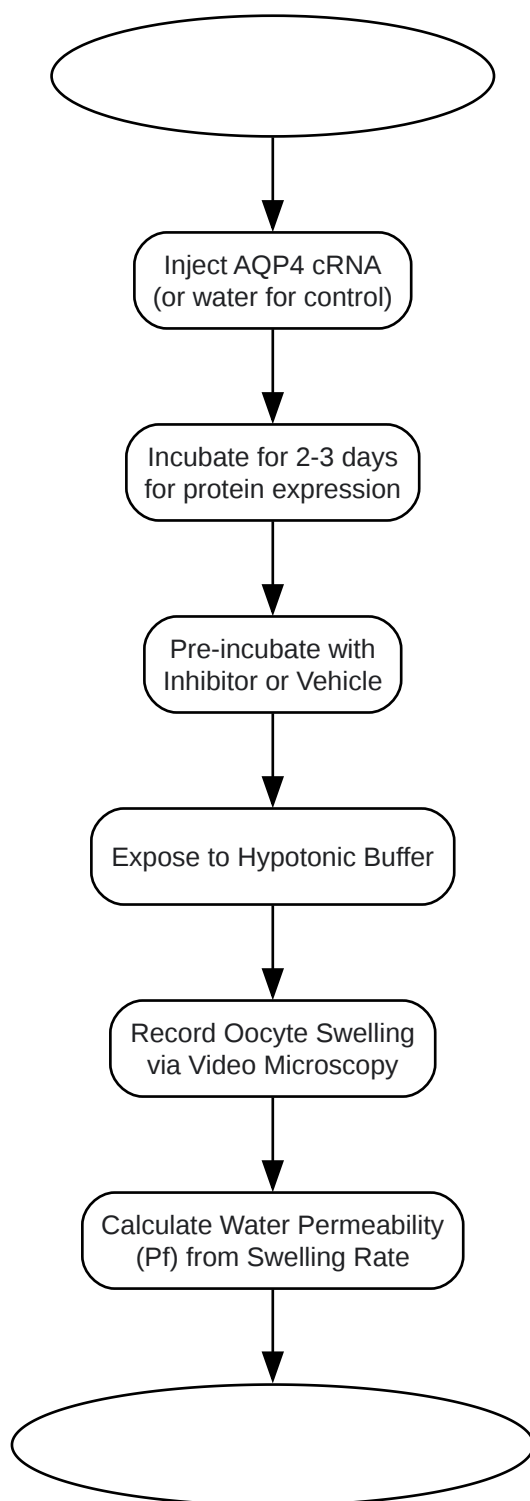 Inject AQP4 cRNA
(or water for control)
Incubate for 2-3 days
for protein expression
Pre-incubate with
Inhibitor or Vehicle
Expose to Hypotonic Buffer
Record Oocyte Swelling
via Video Microscopy
Calculate Water Permeability
(Pf) from Swelling Rate